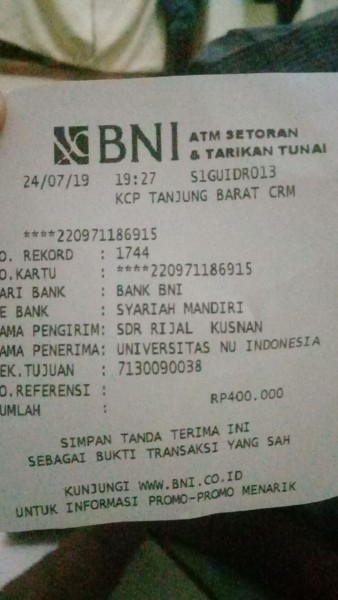 BNI ATM SETORAN
& TARIKAN TUNAI
24/07/19 19:27 S1GUIDR013
KCP TANJUNG BARAT CRM
****220971186915
O. REKORD : 1744
O.KARTU : ****220971186915
ARI BANK : BANK BNI
E BANK : SYARIAH MANDIRI
AMA PENGIRIM: SDR RIJAL KUSNAN
AMA PENERIMA: UNIVERSITAS NU INDONESIA
EK.TUJUAN : 7130090038
O.REFERENSI :
UMLAH : RP400.000
SIMPAN TANDA TERIMA INI
SEBAGAI BUKTI TRANSAKSI YANG SAH
KUNJUNGI WWW.BNI.CO.ID
UNTUK INFORMASI PROMO-PROMO MENARIK